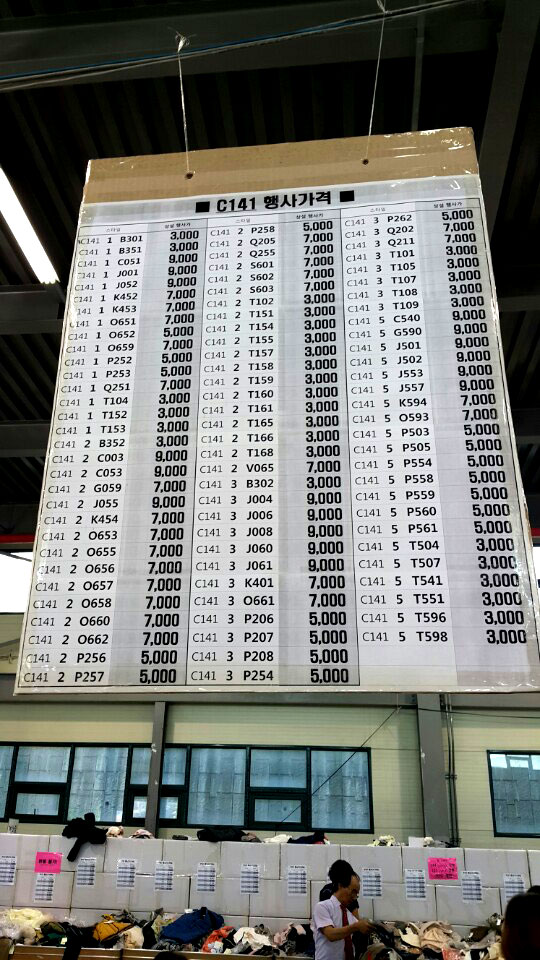 ■ C141 행사가격 ■
스타일 상설 행사가
C141 1 B301 3,000
C141 1 B351 3,000
C141 1 C051 9,000
C141 1 J001 9,000
C141 1 J052 9,000
C141 1 K452 7,000
C141 1 K453 7,000
C141 1 O651 7,000
C141 1 O652 5,000
C141 1 O659 7,000
C141 1 P252 5,000
C141 1 P253 5,000
C141 1 Q251 7,000
C141 1 T104 3,000
C141 1 T152 3,000
C141 1 T153 3,000
C141 2 B352 3,000
C141 2 C003 9,000
C141 2 C053 9,000
C141 2 G059 7,000
C141 2 J055 9,000
C141 2 K454 7,000
C141 2 O653 7,000
C141 2 O655 7,000
C141 2 O656 7,000
C141 2 O657 7,000
C141 2 O658 7,000
C141 2 O660 7,000
C141 2 O662 7,000
C141 2 P256 5,000
C141 2 P257 5,000
스타일 상설 행사가
C141 2 P258 5,000
C141 2 Q205 7,000
C141 2 Q255 7,000
C141 2 S601 7,000
C141 2 S602 7,000
C141 2 S603 7,000
C141 2 T102 3,000
C141 2 T151 3,000
C141 2 T154 3,000
C141 2 T155 3,000
C141 2 T157 3,000
C141 2 T158 3,000
C141 2 T159 3,000
C141 2 T160 3,000
C141 2 T161 3,000
C141 2 T165 3,000
C141 2 T166 3,000
C141 2 T168 3,000
C141 2 V065 7,000
C141 3 B302 3,000
C141 3 J004 9,000
C141 3 J006 9,000
C141 3 J008 9,000
C141 3 J060 9,000
C141 3 J061 9,000
C141 3 K401 7,000
C141 3 O661 7,000
C141 3 P206 5,000
C141 3 P207 5,000
C141 3 P208 5,000
C141 3 P254 5,000
스타일 상설 행사가
C141 3 P262 5,000
C141 3 Q202 7,000
C141 3 Q211 7,000
C141 3 T101 3,000
C141 3 T105 3,000
C141 3 T107 3,000
C141 3 T108 3,000
C141 3 T109 3,000
C141 5 C540 9,000
C141 5 G590 9,000
C141 5 J501 9,000
C141 5 J502 9,000
C141 5 J553 9,000
C141 5 J557 9,000
C141 5 K594 7,000
C141 5 O593 7,000
C141 5 P503 5,000
C141 5 P505 5,000
C141 5 P554 5,000
C141 5 P558 5,000
C141 5 P559 5,000
C141 5 P560 5,000
C141 5 P561 5,000
C141 5 T504 3,000
C141 5 T507 3,000
C141 5 T541 3,000
C141 5 T551 3,000
C141 5 T596 3,000
C141 5 T598 3,000